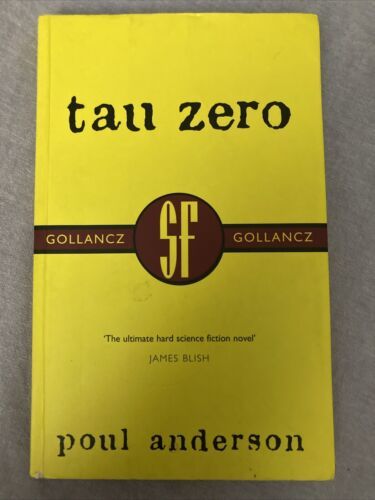 tau zero
GOLLANCZ SF GOLLANCZ
'The ultimate hard science fiction novel'
JAMES BLISH
poul anderson